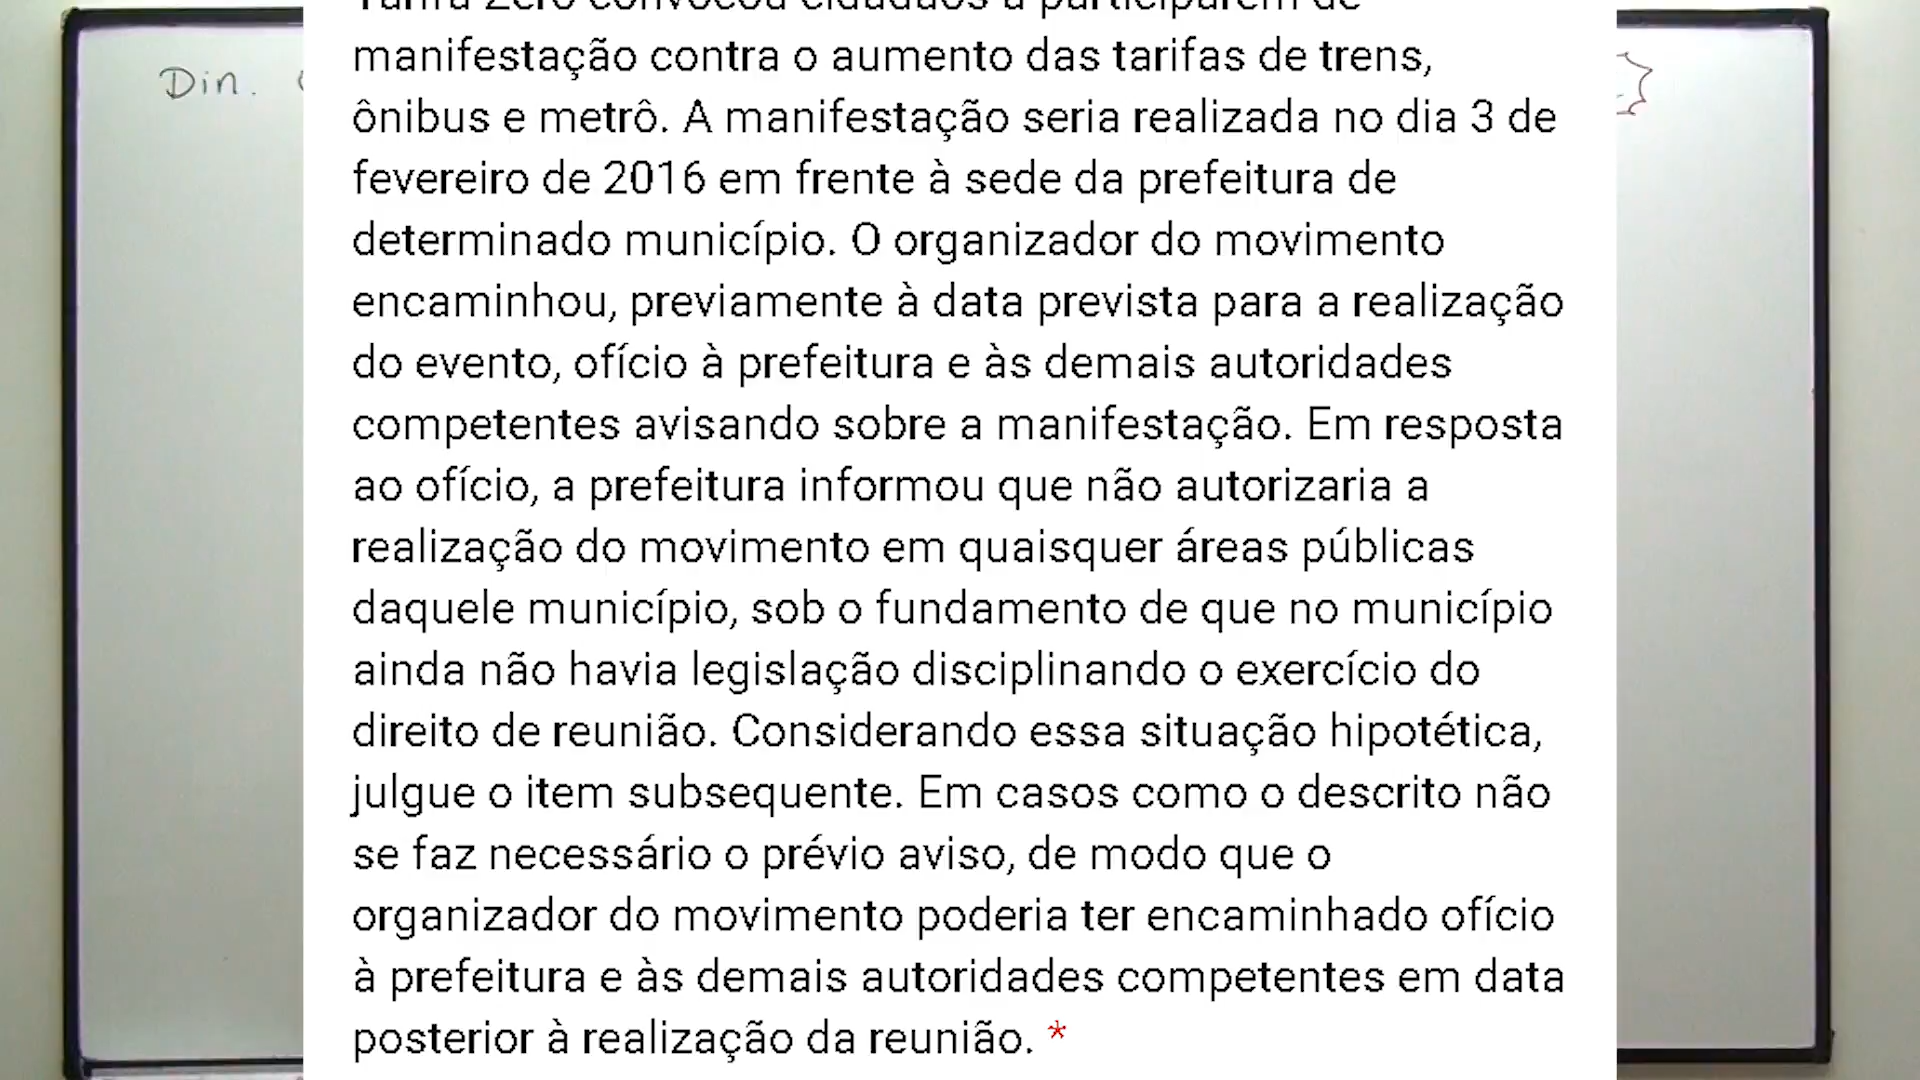 Tarifa Zero convocou cidadãos a participarem de
manifestação contra o aumento das tarifas de trens,
Din.
ônibus e metrô. A manifestação seria realizada no dia 3 de
fevereiro de 2016 em frente à sede da prefeitura de
determinado município. O organizador do movimento
encaminhou, previamente à data prevista para a realização
do evento, ofício à prefeitura e às demais autoridades
competentes avisando sobre a manifestação. Em resposta
ao ofício, a prefeitura informou que não autorizaria a
realização do movimento em quaisquer áreas públicas
daquele município, sob o fundamento de que no município
ainda não havia legislação disciplinando o exercício do
direito de reunião. Considerando essa situação hipotética,
julgue o item subsequente. Em casos como o descrito não
se faz necessário o prévio aviso, de modo que o
organizador do movimento poderia ter encaminhado ofício
à prefeitura e às demais autoridades competentes em data
posterior à realização da reunião. *